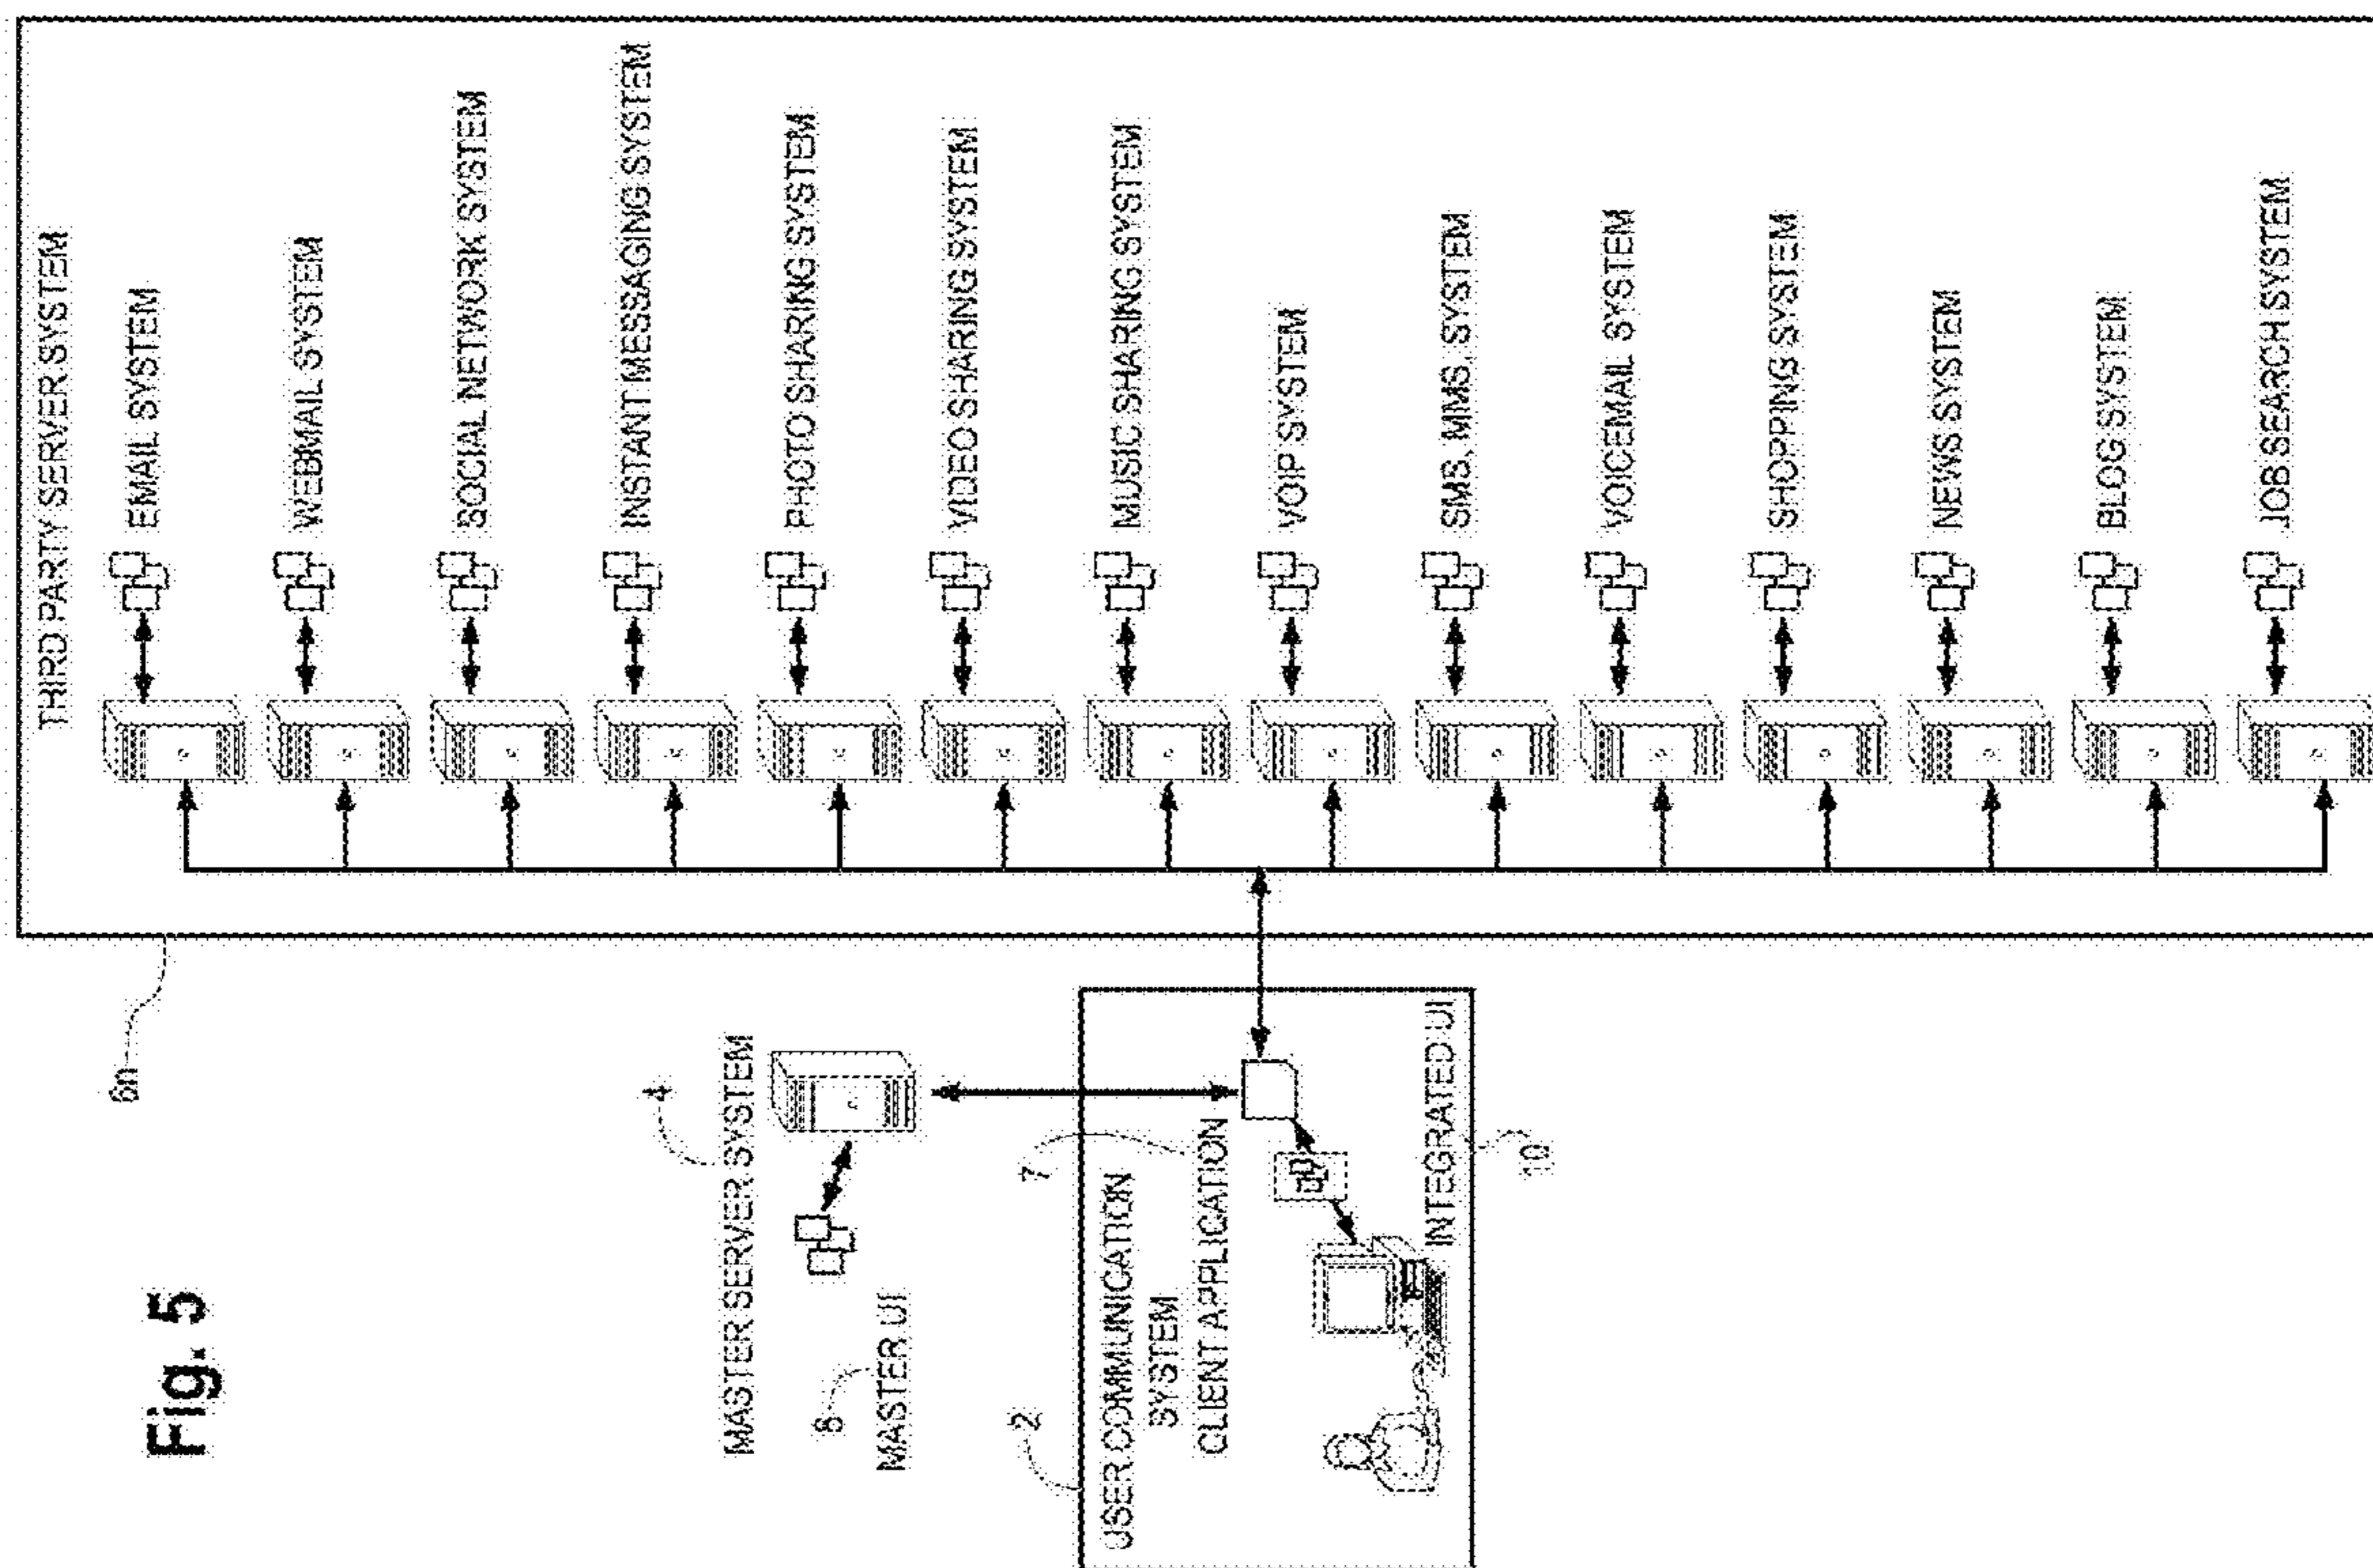 Fig. 5
6n
THIRD PARTY SERVER SYSTEM
EMAIL SYSTEM
WEBMAIL SYSTEM
SOCIAL NETWORK SYSTEM
INSTANT MESSAGING SYSTEM
PHOTO SHARING SYSTEM
VIDEO SHARING SYSTEM
MUSIC SHARING SYSTEM
VOIP SYSTEM
SMS, MMS, SYSTEM
VOICEMAIL SYSTEM
SHOPPING SYSTEM
NEWS SYSTEM
BLOG SYSTEM
JOB SEARCH SYSTEM
4
MASTER SERVER SYSTEM
8
MASTER UI
2
7
USER COMMUNICATION
SYSTEM
CLIENT APPLICATION
INTEGRATED UI
10